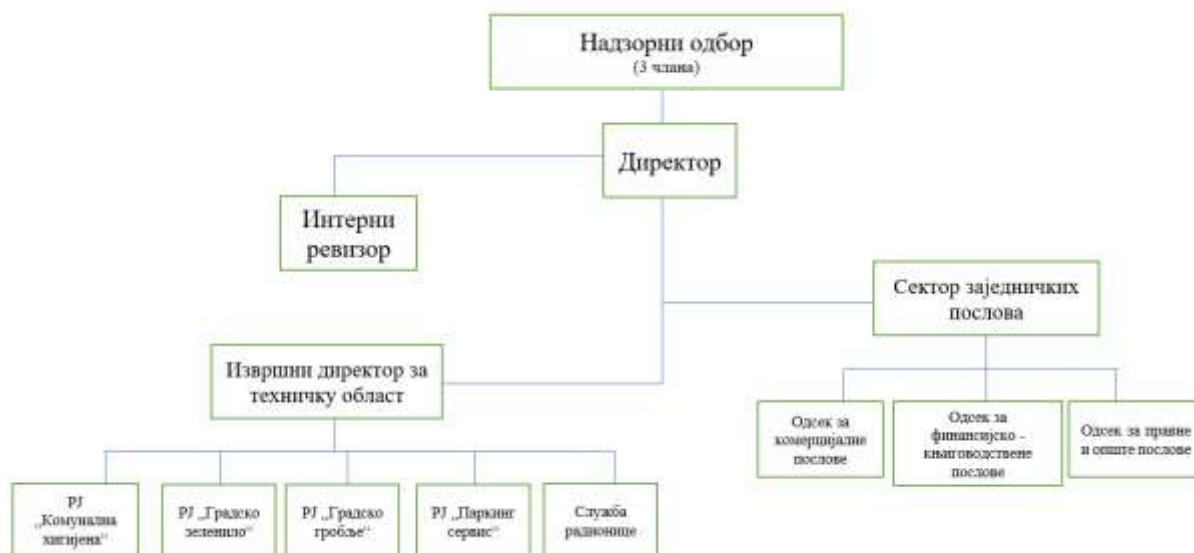 Надзорни одбор
(3 члана)
Директор
Интерни
ревизор
Сектор заједничких
послова
Извршни директор за
техничку област
Одсек за
комерцијалне
послове
Одсек за
финансијско -
књиговодствене
послове
Одсек за правне
и опште послове
РЈ
„Комунална
хигијена“
РЈ „Градско
зеленило“
РЈ „Градско
гробље“
РЈ „Паркинг
сервис“
Служба
радионице